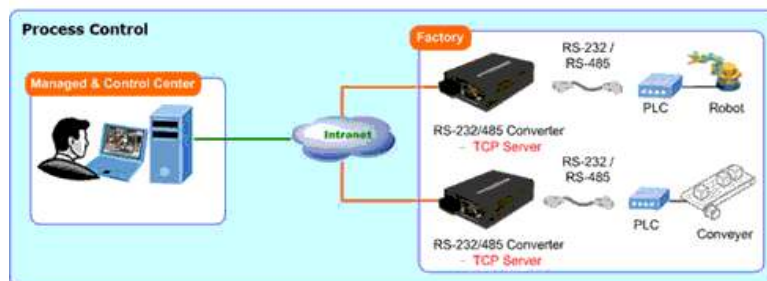 Process Control
Managed & Control Center
Intranet
Factory
RS-232 /
RS-485
PLC
Robot
RS-232/485 Converter
- TCP Server
RS-232 /
RS-485
PLC
Conveyer
RS-232/485 Converter
- TCP Server